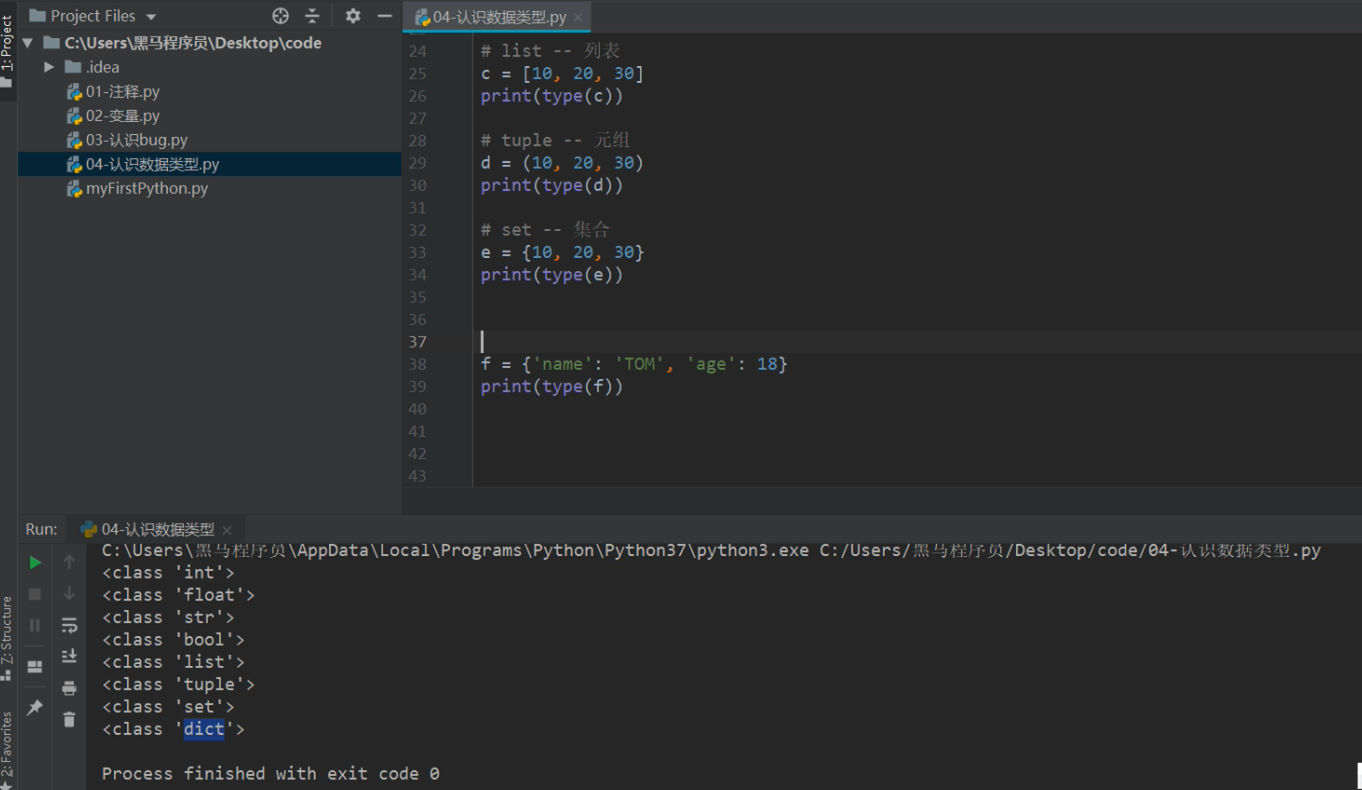 Project Files
04-认识数据类型.py
1: Project
C:\Users\黑马程序员\Desktop\code
.idea
01-注释.py
02-变量.py
03-认识bug.py
04-认识数据类型.py
myFirstPython.py
24 # list -- 列表
25 c = [10, 20, 30]
26 print(type(c))
27
28 # tuple -- 元组
29 d = (10, 20, 30)
30 print(type(d))
31
32 # set -- 集合
33 e = {10, 20, 30}
34 print(type(e))
35
36
37
38 f = {'name': 'TOM', 'age': 18}
39 print(type(f))
40
41
42
43
Run: 04-认识数据类型
C:\Users\黑马程序员\AppData\Local\Programs\Python\Python37\python3.exe C:/Users/黑马程序员/Desktop/code/04-认识数据类型.py
<class 'int'>
<class 'float'>
<class 'str'>
<class 'bool'>
<class 'list'>
<class 'tuple'>
<class 'set'>
<class 'dict'>
Process finished with exit code 0
Z: Structure
2: Favorites